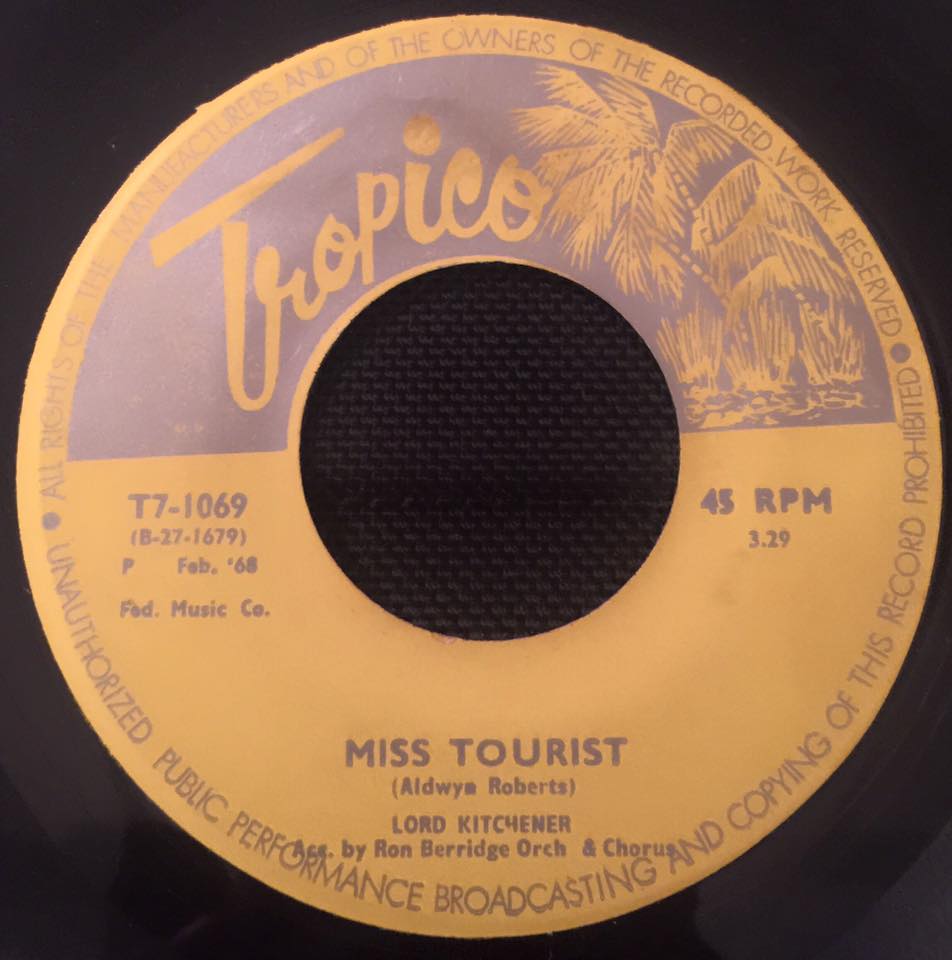 ALL RIGHTS OF THE MANUFACTURERS AND OF THE OWNERS OF THE RECORDED WORK RESERVED
Tropico
T7-1069
(B-27-1679)
P Feb. '68
Fed. Music Co.
45 RPM
3.29
MISS TOURIST
(Aldwyn Roberts)
LORD KITCHENER
Acc. by Ron Berridge Orch & Chorus
UNAUTHORIZED PUBLIC PERFORMANCE BROADCASTING AND COPYING OF THIS RECORD PROHIBITED